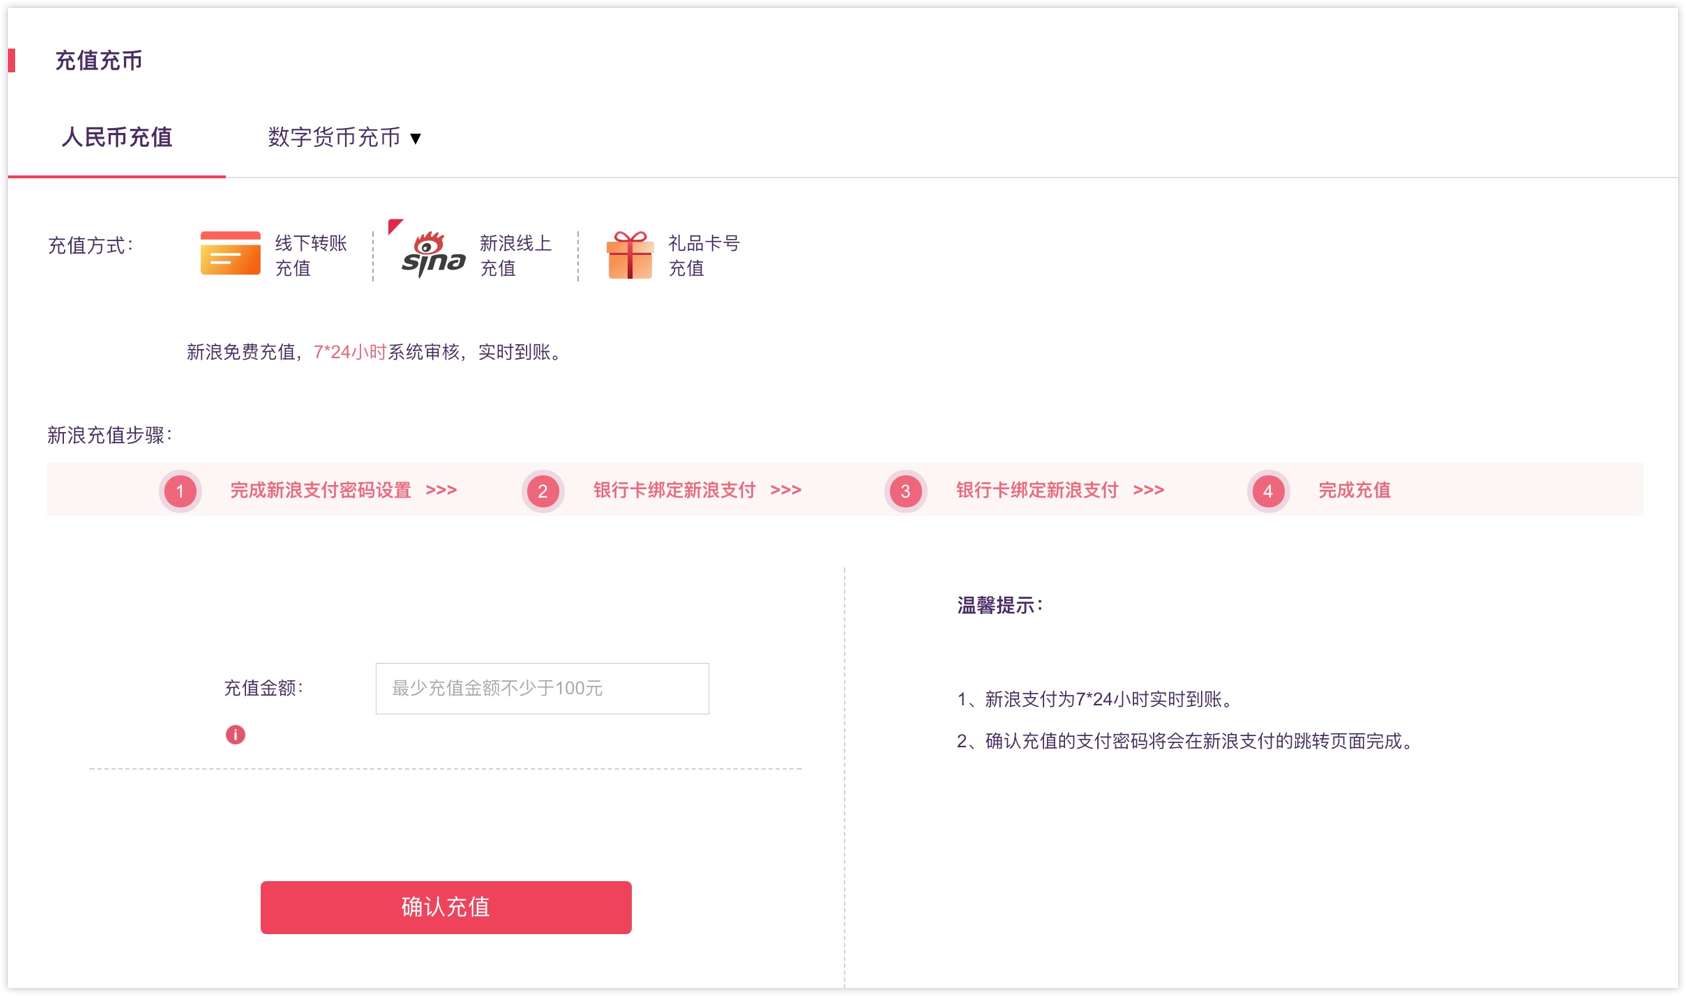 充值充币
人民币充值
数字货币充币 ▼
充值方式：
线下转账
充值
sina
新浪线上
充值
礼品卡号
充值
新浪免费充值，7*24小时系统审核，实时到账。
新浪充值步骤：
1 完成新浪支付密码设置 >>> 2 银行卡绑定新浪支付 >>> 3 银行卡绑定新浪支付 >>> 4 完成充值
充值金额：
最少充值金额不少于100元
i
确认充值
温馨提示：
1、新浪支付为7*24小时实时到账。
2、确认充值的支付密码将会在新浪支付的跳转页面完成。